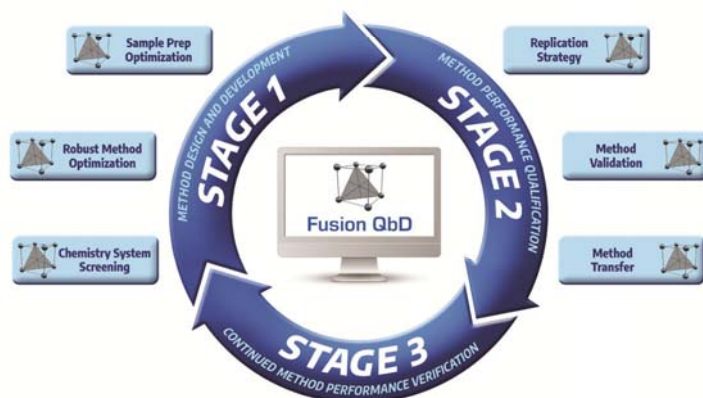 Sample Prep
Optimization
Robust Method
Optimization
Chemistry System
Screening
STAGE 1
METHOD DESIGN AND DEVELOPMENT
Fusion QbD
STAGE 2
METHOD PERFORMANCE QUALIFICATION
STAGE 3
CONTINUED METHOD PERFORMANCE VERIFICATION
Replication
Strategy
Method
Validation
Method
Transfer